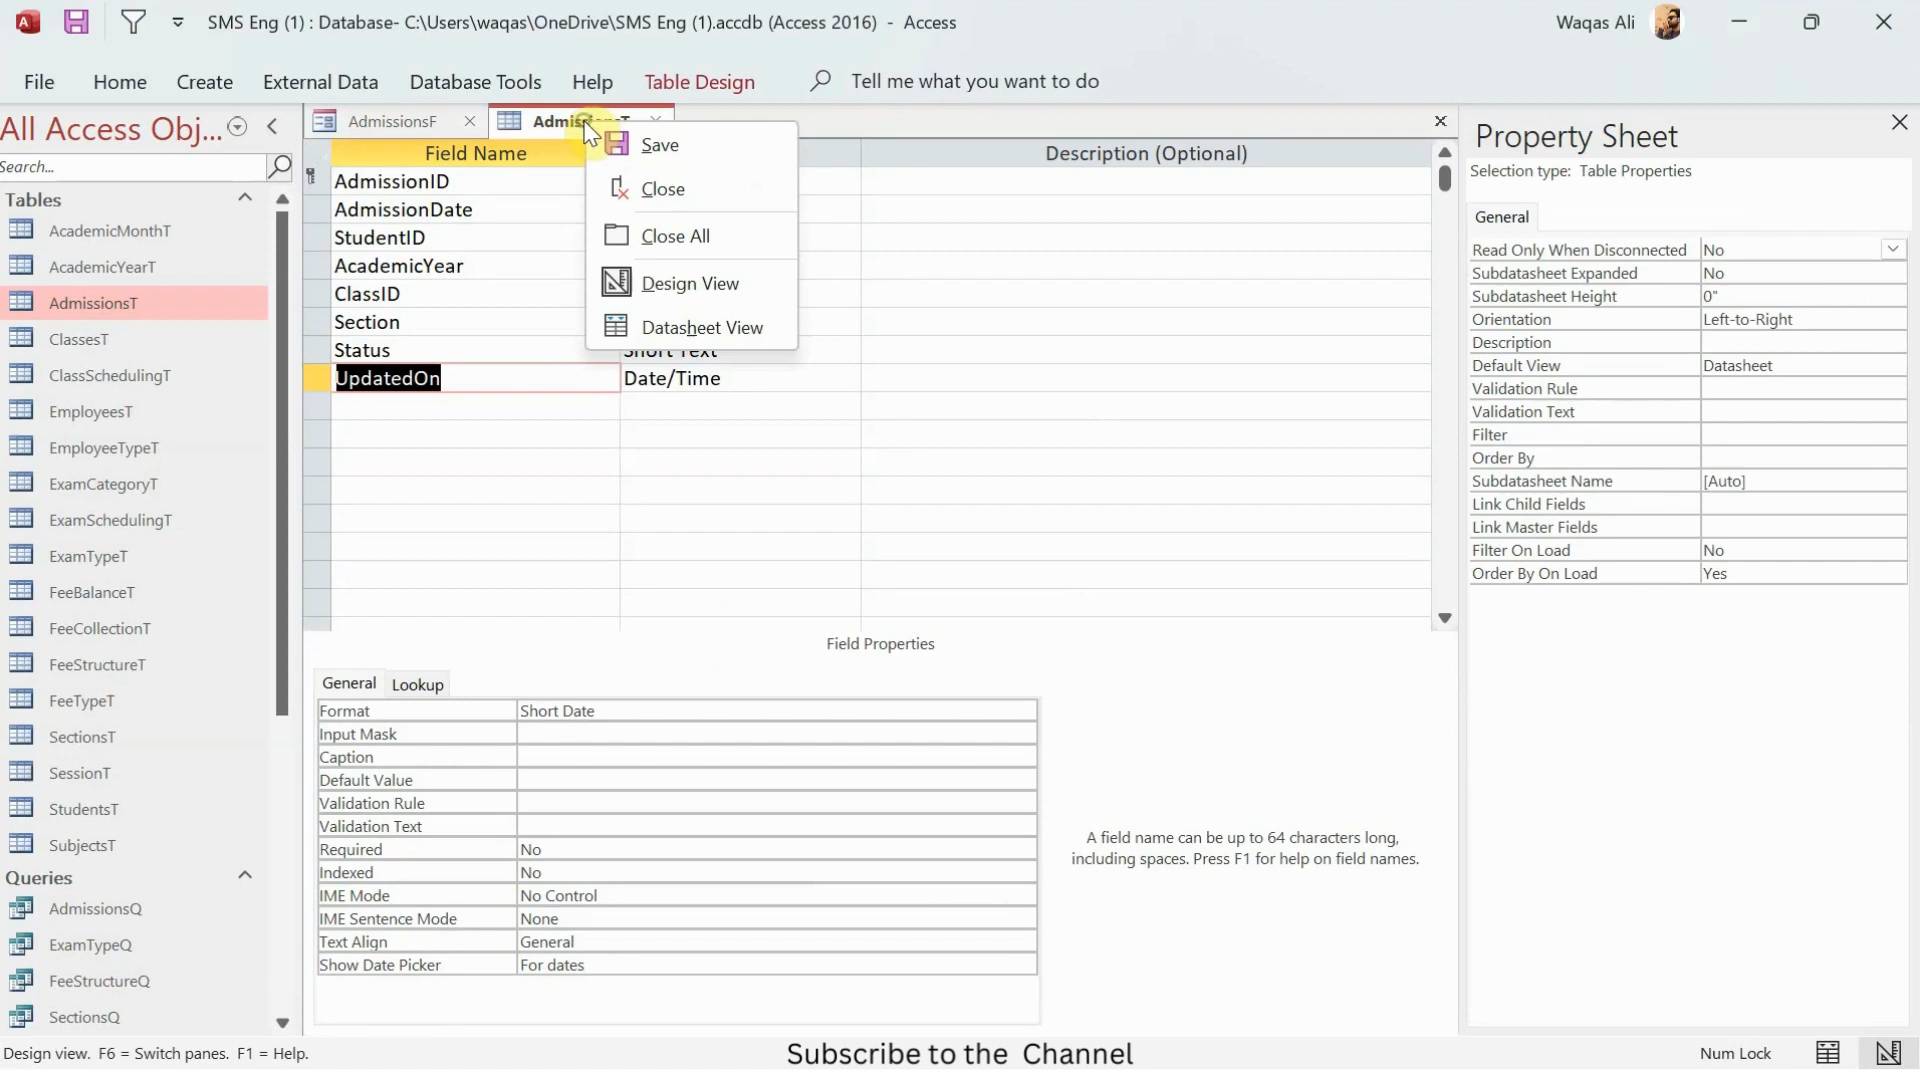 SMS Eng (1) : Database- C:\Users\waqas\OneDrive\SMS Eng (1).accdb (Access 2016)  -  Access
Waqas Ali
File
Home
Create
External Data
Database Tools
Help
Table Design
Tell me what you want to do
All Access Obj...
Search...
Tables
AcademicMonthT
AcademicYearT
AdmissionsT
ClassesT
ClassSchedulingT
EmployeesT
EmployeeTypeT
ExamCategoryT
ExamSchedulingT
ExamTypeT
FeeBalanceT
FeeCollectionT
FeeStructureT
FeeTypeT
SectionsT
SessionT
StudentsT
SubjectsT
Queries
AdmissionsQ
ExamTypeQ
FeeStructureQ
SectionsQ
AdmissionsF
AdmissionsT
Field Name
Description (Optional)
AdmissionID
AdmissionDate
StudentID
AcademicYear
ClassID
Section
Status
Short Text
UpdatedOn
Date/Time
Save
Close
Close All
Design View
Datasheet View
Field Properties
General
Lookup
Format
Short Date
Input Mask
Caption
Default Value
Validation Rule
Validation Text
Required
No
Indexed
No
IME Mode
No Control
IME Sentence Mode
None
Text Align
General
Show Date Picker
For dates
A field name can be up to 64 characters long,
including spaces. Press F1 for help on field names.
Property Sheet
Selection type:  Table Properties
General
Read Only When Disconnected
No
Subdatasheet Expanded
No
Subdatasheet Height
0"
Orientation
Left-to-Right
Description
Default View
Datasheet
Validation Rule
Validation Text
Filter
Order By
Subdatasheet Name
[Auto]
Link Child Fields
Link Master Fields
Filter On Load
No
Order By On Load
Yes
Design view.  F6 = Switch panes.  F1 = Help.
Subscribe to the  Channel
Num Lock